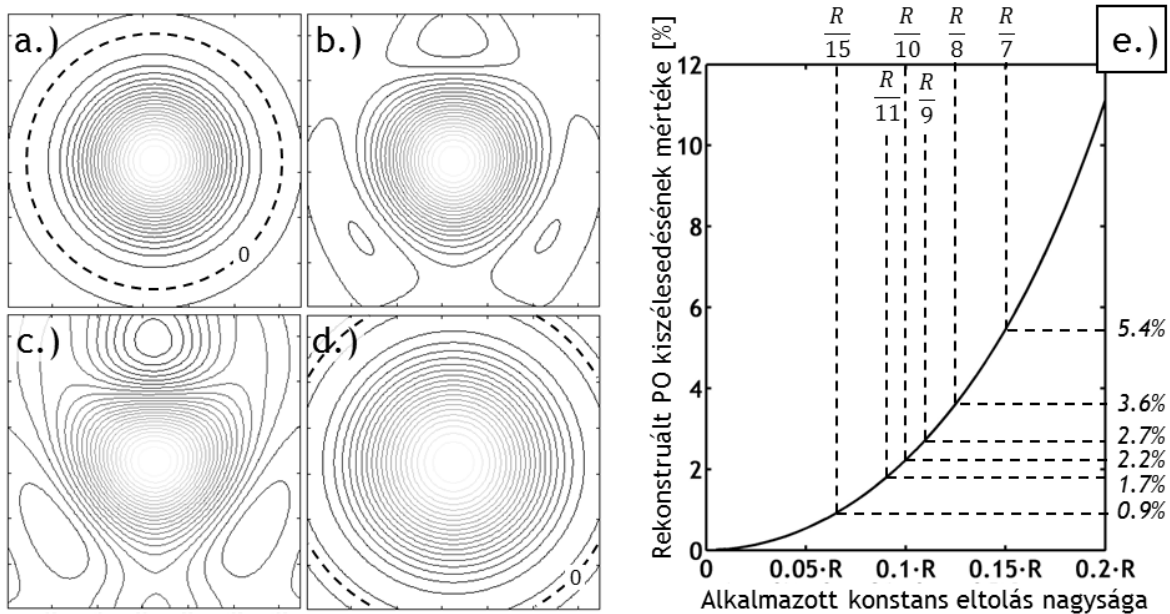 a.)
b.)
0
c.)
d.)
0
e.)
Rekonstruált PO kiszélesedésének mértéke [%]
R/15
R/10
R/8
R/7
R/11
R/9
12
10
8
6
4
2
0
5.4%
3.6%
2.7%
2.2%
1.7%
0.9%
0 0.05·R 0.1·R 0.15·R 0.2·R
Alkalmazott konstans eltolás nagysága